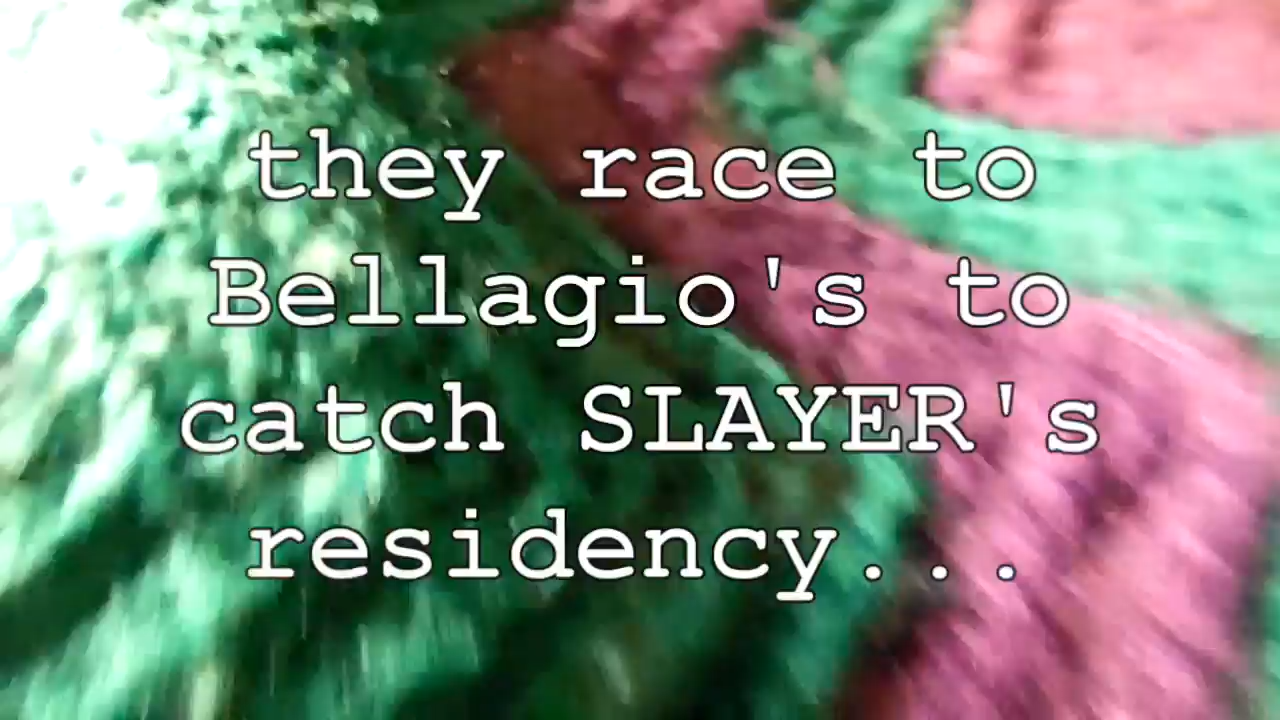 they race to
Bellagio's to
catch SLAYER's
residency...